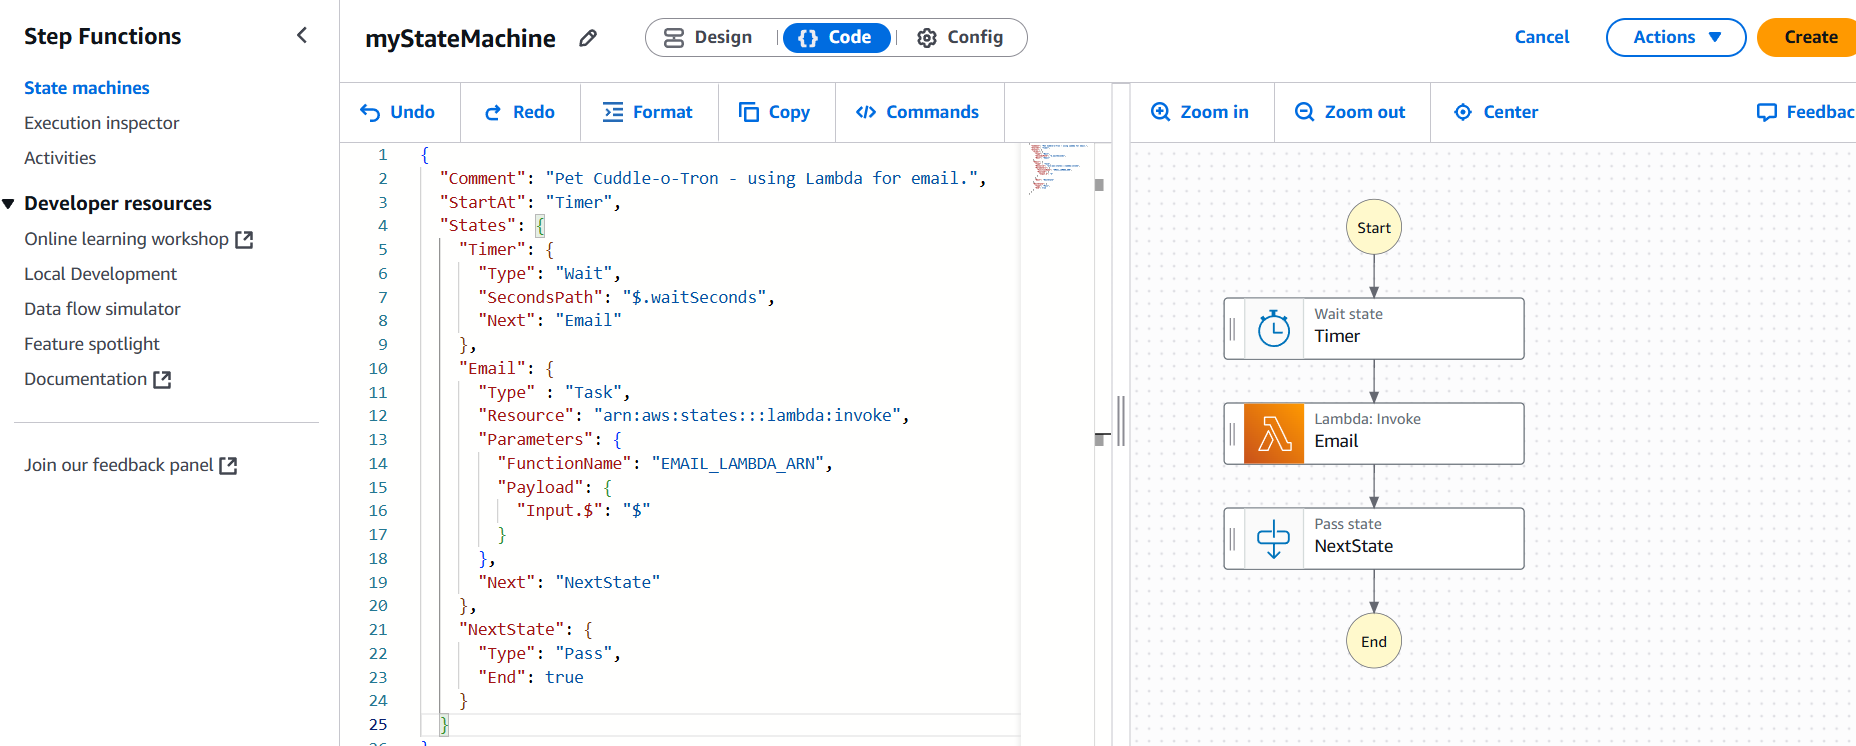 Step Functions
State machines
Execution inspector
Activities
Developer resources
Online learning workshop
Local Development
Data flow simulator
Feature spotlight
Documentation
Join our feedback panel
myStateMachine
Design
{} Code
Config
Cancel
Actions
Create
Undo
Redo
Format
Copy
Commands
Zoom in
Zoom out
Center
Feedbac
1 {
2 "Comment": "Pet Cuddle-o-Tron - using Lambda for email.",
3 "StartAt": "Timer",
4 "States": {
5 "Timer": {
6 "Type": "Wait",
7 "SecondsPath": "$.waitSeconds",
8 "Next": "Email"
9 },
10 "Email": {
11 "Type" : "Task",
12 "Resource": "arn:aws:states:::lambda:invoke",
13 "Parameters": {
14 "FunctionName": "EMAIL_LAMBDA_ARN",
15 "Payload": {
16 "Input.$": "$"
17 }
18 },
19 "Next": "NextState"
20 },
21 "NextState": {
22 "Type": "Pass",
23 "End": true
24 }
25 }
Start
Wait state
Timer
Lambda: Invoke
Email
Pass state
NextState
End